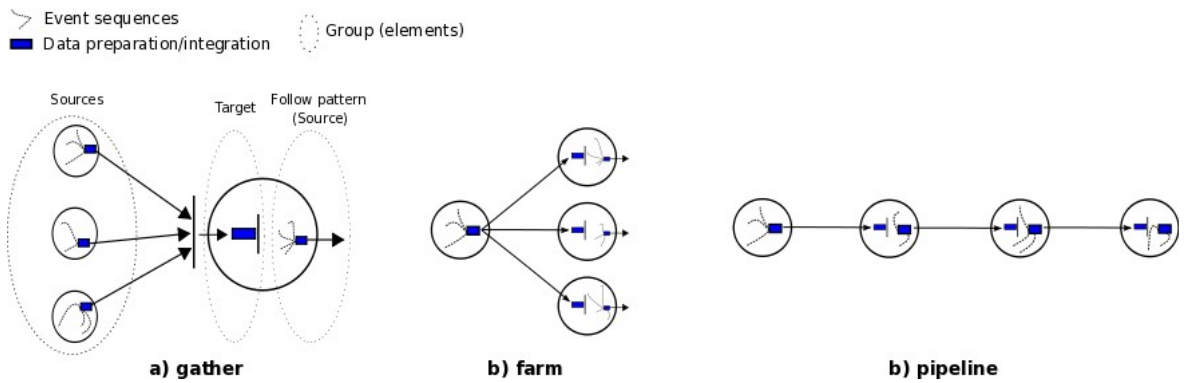 Event sequences
Data preparation/integration
Group (elements)
Sources
Target
Follow pattern
(Source)
a) gather
b) farm
b) pipeline